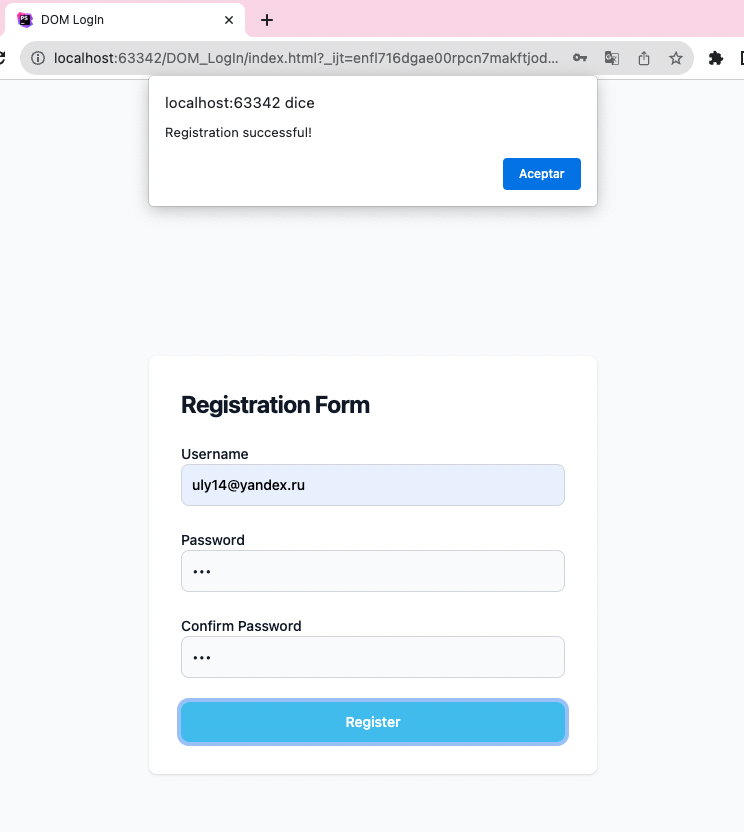 DOM LogIn
localhost:63342/DOM_LogIn/index.html?_ijt=enfl716dgae00rpcn7makftjod...
localhost:63342 dice
Registration successful!
Aceptar
Registration Form
Username
uly14@yandex.ru
Password
•••
Confirm Password
•••
Register